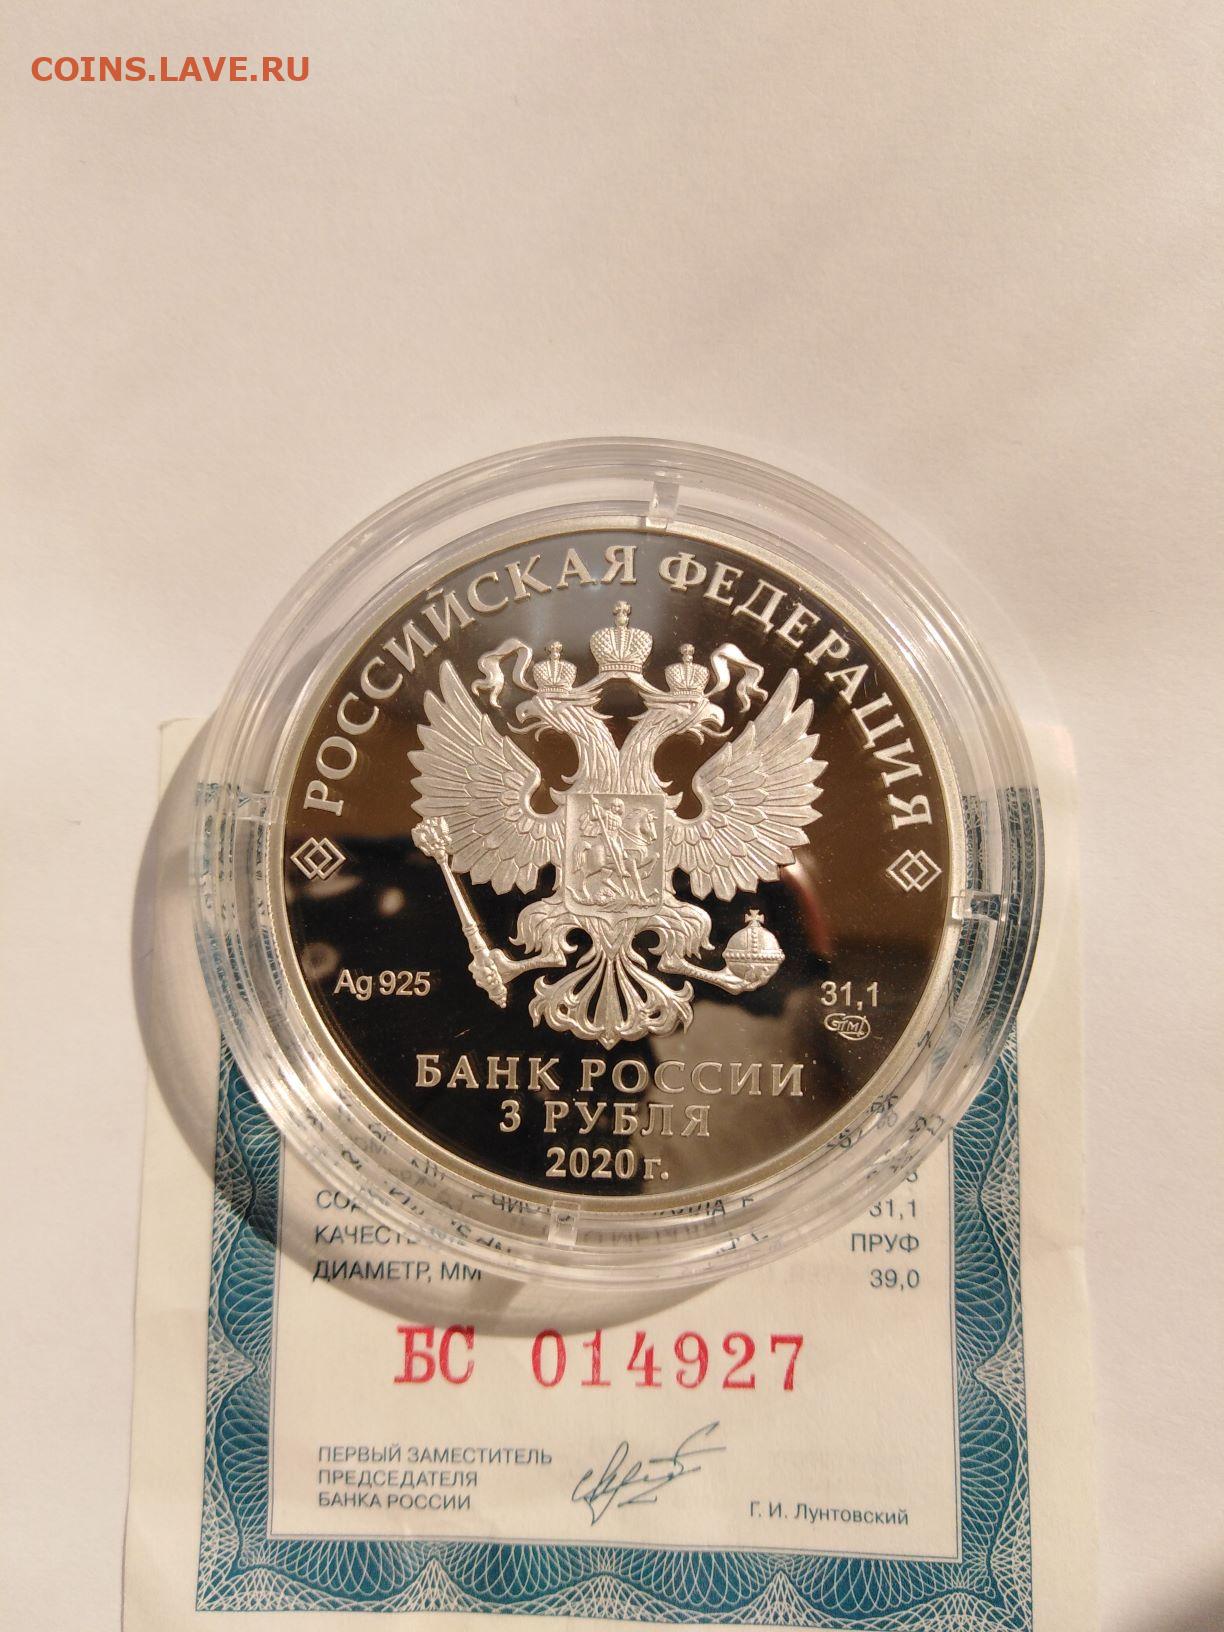 COINS.LAVE.RU
РОССИЙСКАЯ ФЕДЕРАЦИЯ
Ag 925
31,1
БАНК РОССИИ
3 РУБЛЯ
2020 г.
31,1
КАЧЕСТВО ПРУФ
ДИАМЕТР, ММ 39,0
БС 014927
ПЕРВЫЙ ЗАМЕСТИТЕЛЬ
ПРЕДСЕДАТЕЛЯ
БАНКА РОССИИ
Г. И. Лунтовский